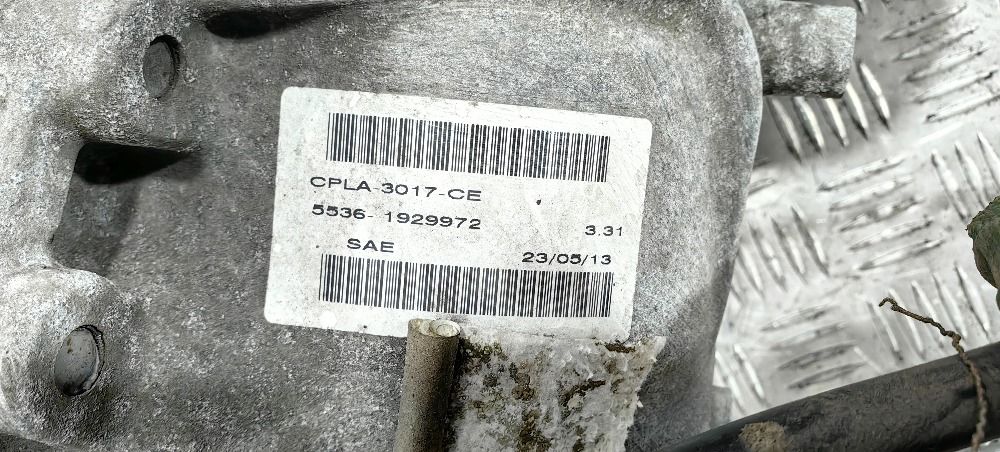 CPLA-3017-CE
5536- 1929972 3.31
SAE 23/05/13